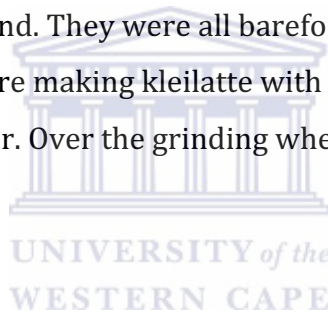 nd. They were all barefo
re making kleilatte with
r. Over the grinding whe
UNIVERSITY of the
WESTERN CAPE